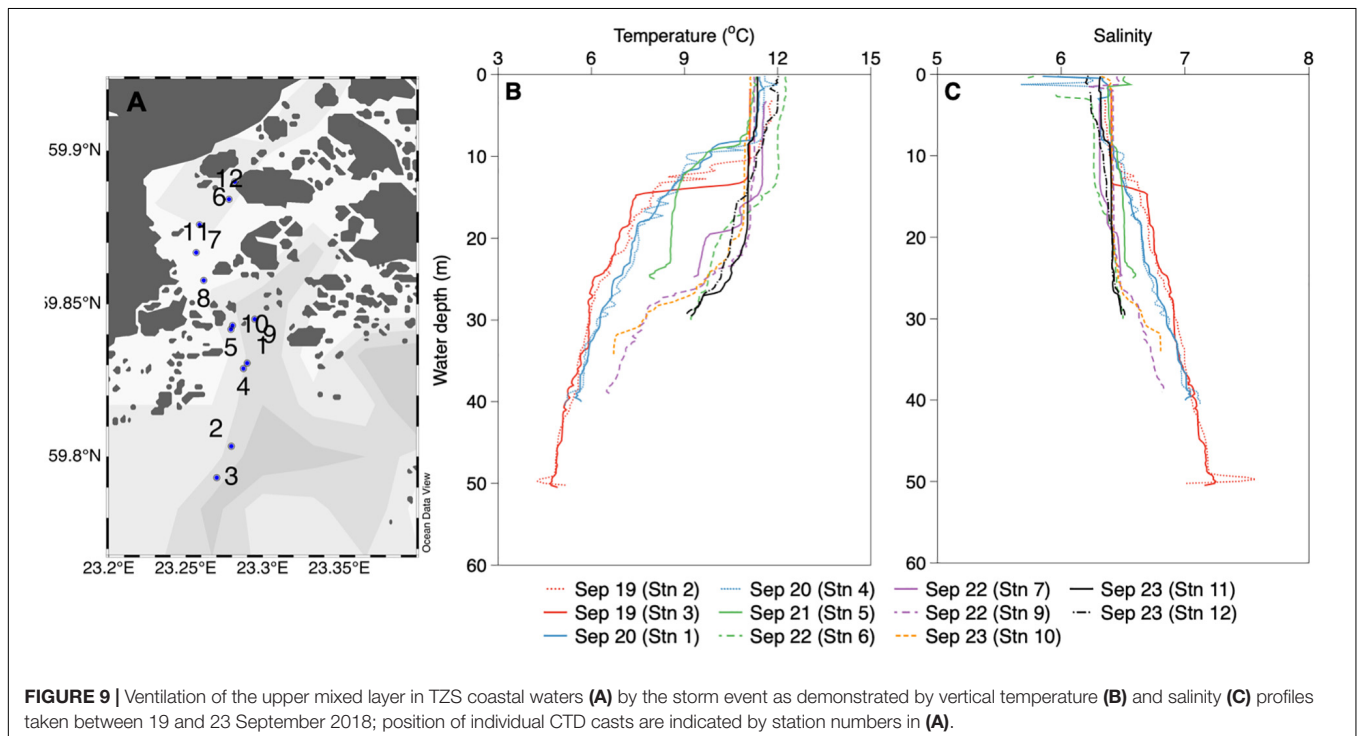 A
59.9°N
59.85°N
59.8°N
23.2°E 23.25°E 23.3°E 23.35°E
12
6
11 7
8
10
9
5 1
4
2
3
Ocean Data View
Temperature (°C)
3 6 9 12 15
B
0
10
20
30
40
50
60
Water depth (m)
Salinity
5 6 7 8
C
0
10
20
30
40
50
60
Sep 19 (Stn 2) Sep 20 (Stn 4) Sep 22 (Stn 7) Sep 23 (Stn 11)
Sep 19 (Stn 3) Sep 21 (Stn 5) Sep 22 (Stn 9) Sep 23 (Stn 12)
Sep 20 (Stn 1) Sep 22 (Stn 6) Sep 23 (Stn 10)
FIGURE 9 | Ventilation of the upper mixed layer in TZS coastal waters (A) by the storm event as demonstrated by vertical temperature (B) and salinity (C) profiles
taken between 19 and 23 September 2018; position of individual CTD casts are indicated by station numbers in (A).